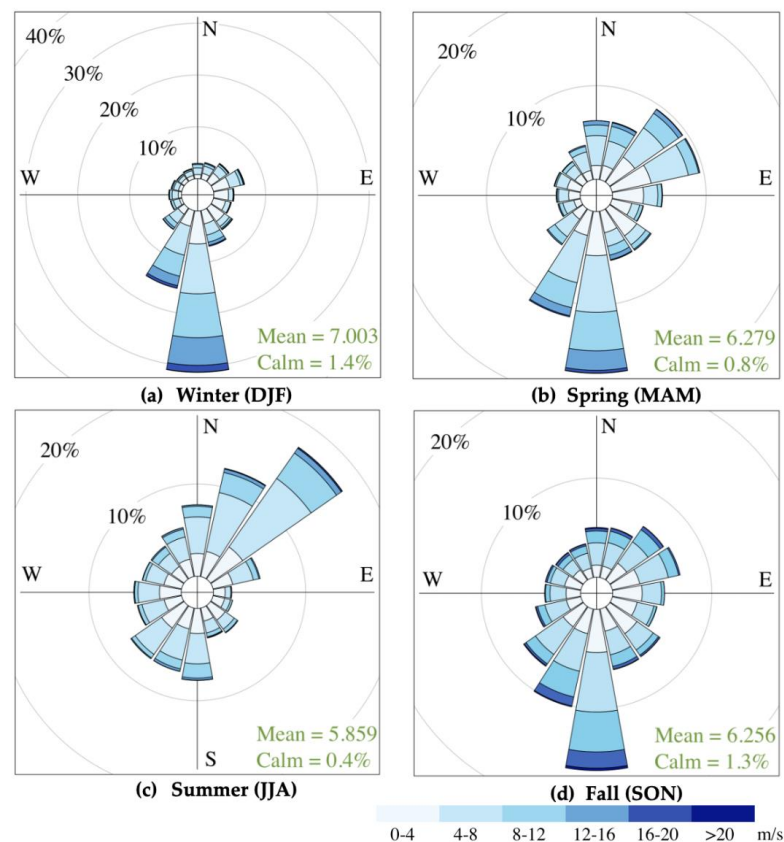 N
40%
30%
20%
10%
W
E
Mean = 7.003
Calm = 1.4%
(a) Winter (DJF)
N
20%
10%
W
E
Mean = 6.279
Calm = 0.8%
(b) Spring (MAM)
N
20%
10%
W
E
Mean = 5.859
Calm = 0.4%
S
(c) Summer (JJA)
N
20%
10%
W
E
Mean = 6.256
Calm = 1.3%
(d) Fall (SON)
0-4 4-8 8-12 12-16 16-20 >20 m/s